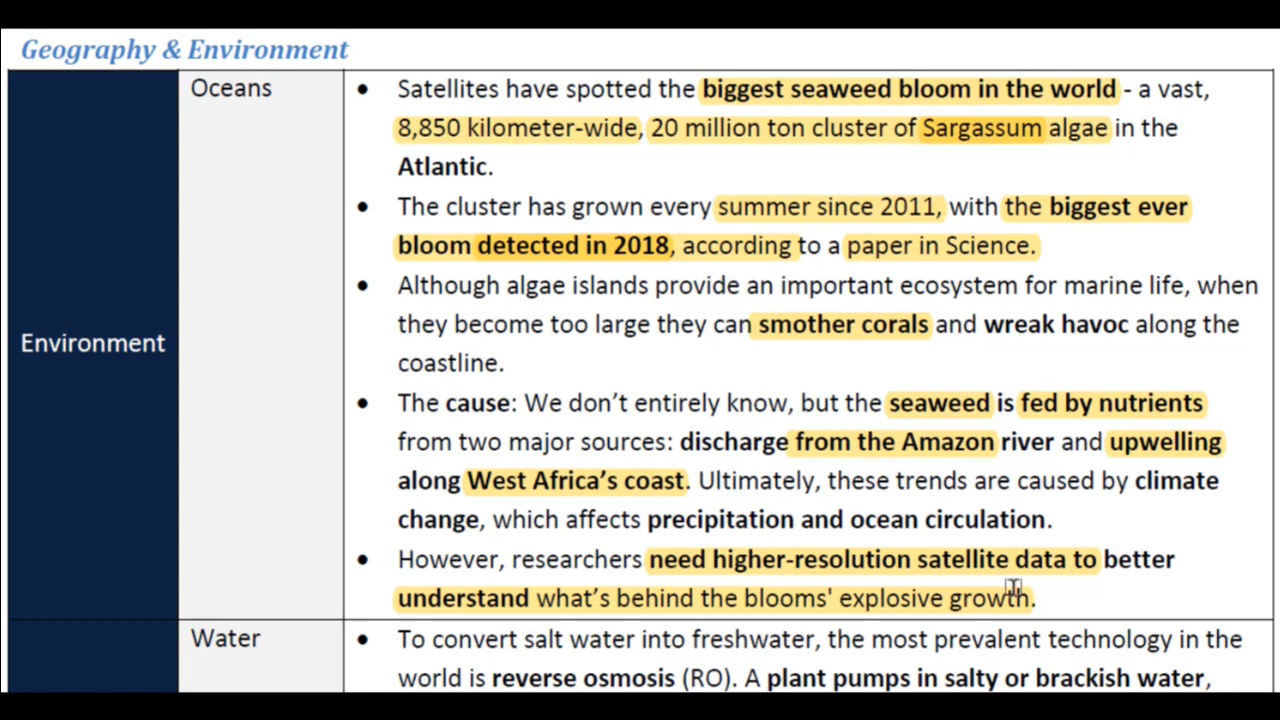 Geography & Environment
Environment
Oceans
• Satellites have spotted the biggest seaweed bloom in the world - a vast,
8,850 kilometer-wide, 20 million ton cluster of Sargassum algae in the
Atlantic.
• The cluster has grown every summer since 2011, with the biggest ever
bloom detected in 2018, according to a paper in Science.
• Although algae islands provide an important ecosystem for marine life, when
they become too large they can smother corals and wreak havoc along the
coastline.
• The cause: We don’t entirely know, but the seaweed is fed by nutrients
from two major sources: discharge from the Amazon river and upwelling
along West Africa’s coast. Ultimately, these trends are caused by climate
change, which affects precipitation and ocean circulation.
• However, researchers need higher-resolution satellite data to better
understand what’s behind the blooms' explosive growth.
Water
• To convert salt water into freshwater, the most prevalent technology in the
world is reverse osmosis (RO). A plant pumps in salty or brackish water,